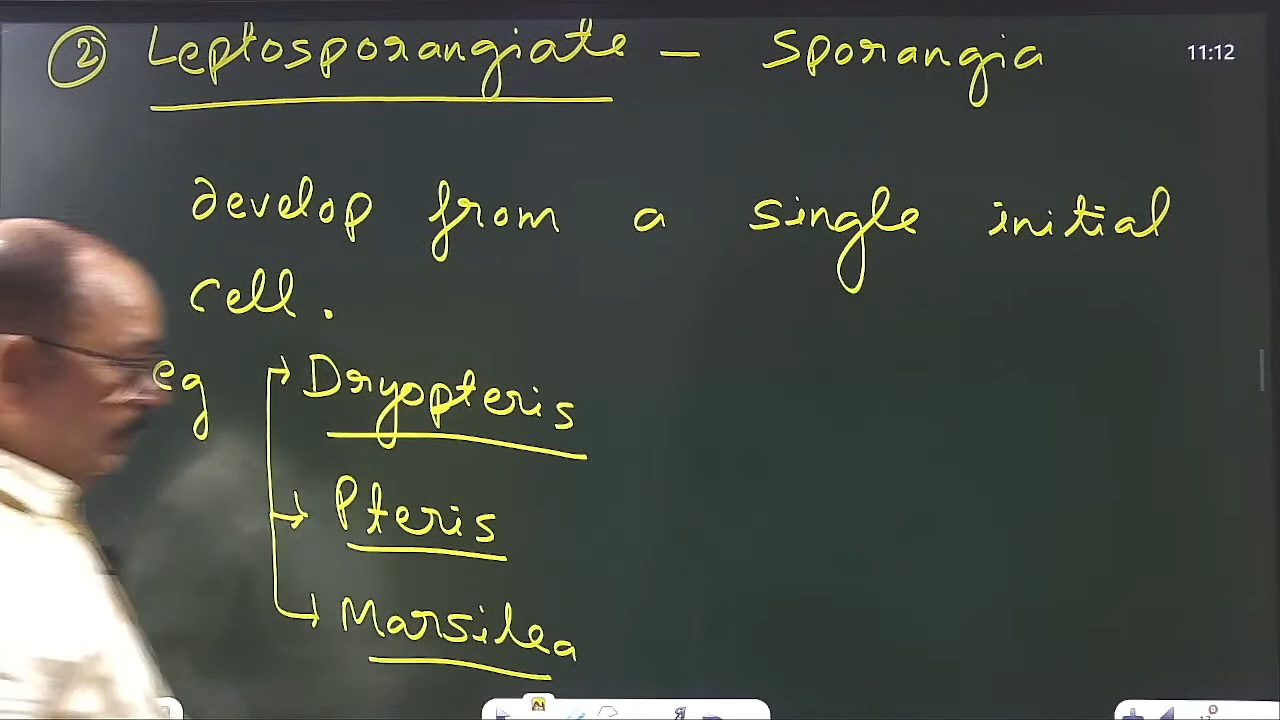 ② Leptosporangiate – Sporangia
11:12
develop from a single initial
cell.
eg → Dryopteris
→ Pteris
→ Marsilea